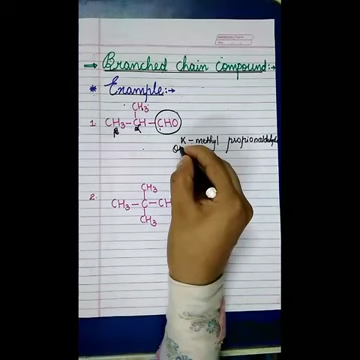 → Branched chain compound:-
* Example:-
CH3
1. CH3 – CH – CHO
β α
α – methyl propionaldehyde
CH3
2. CH3 – C – CH
CH3